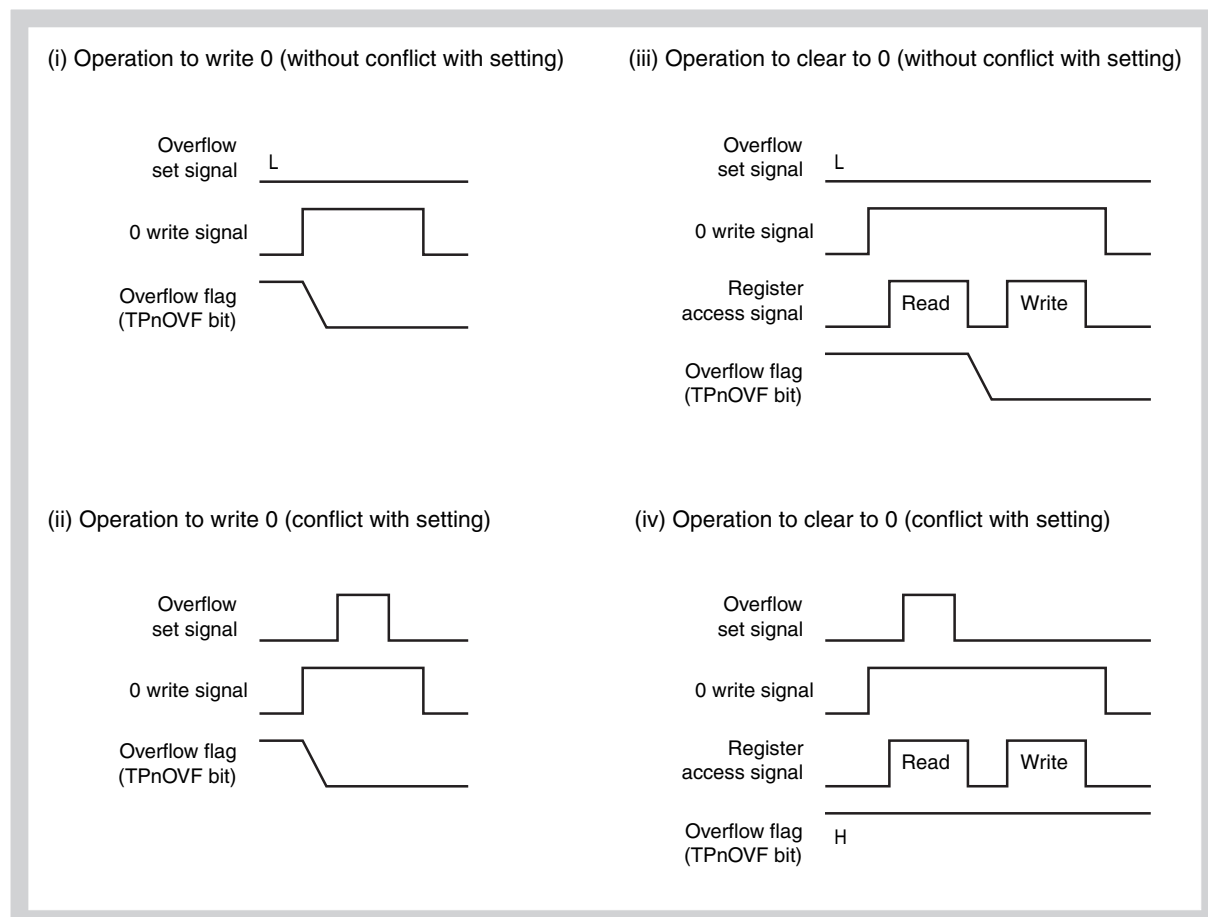 (i) Operation to write 0 (without conflict with setting)
Overflow
set signal
L
0 write signal
Overflow flag
(TPnOVF bit)
(iii) Operation to clear to 0 (without conflict with setting)
Overflow
set signal
L
0 write signal
Register
access signal
Read
Write
Overflow flag
(TPnOVF bit)
(ii) Operation to write 0 (conflict with setting)
Overflow
set signal
0 write signal
Overflow flag
(TPnOVF bit)
(iv) Operation to clear to 0 (conflict with setting)
Overflow
set signal
0 write signal
Register
access signal
Read
Write
Overflow flag
(TPnOVF bit)
H